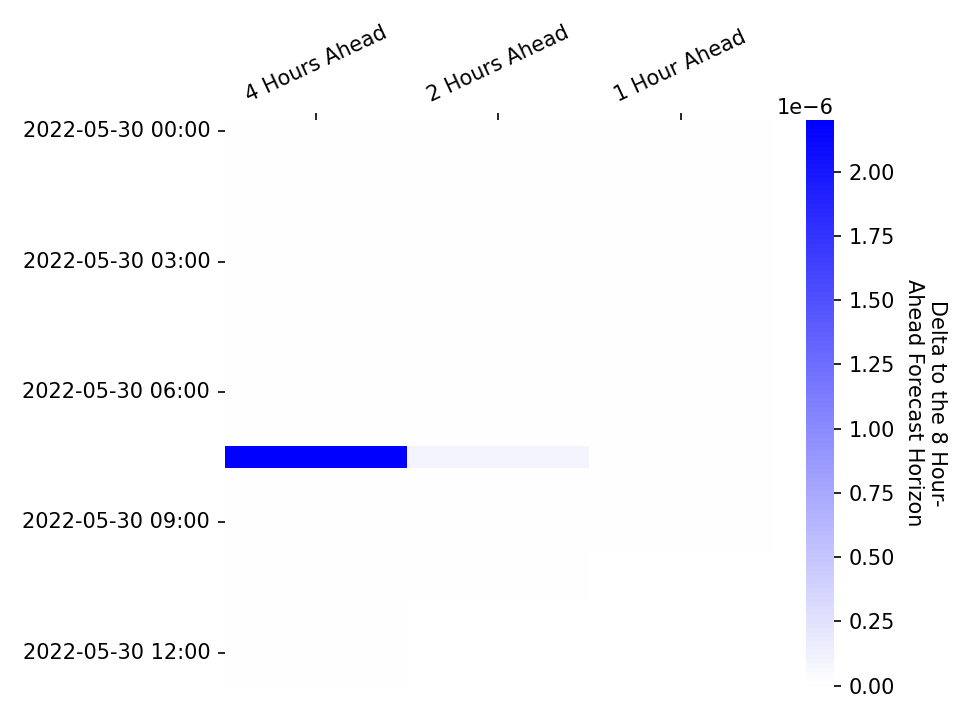 4 Hours Ahead
2 Hours Ahead
1 Hour Ahead
1e−6
2022-05-30 00:00
2022-05-30 03:00
2022-05-30 06:00
2022-05-30 09:00
2022-05-30 12:00
2.00
1.75
1.50
1.25
1.00
0.75
0.50
0.25
0.00
Delta to the 8 Hour-
Ahead Forecast Horizon